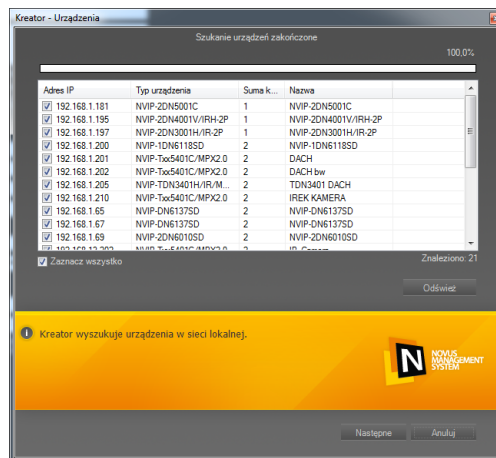 Kreator - Urządzenia
Szukanie urządzeń zakończone
100,0%
Adres IP Typ urządzenia Suma k... Nazwa
192.168.1.181 NVIP-2DN5001C 1 NVIP-2DN5001C
192.168.1.195 NVIP-2DN4001V/IRH-2P 1 NVIP-2DN4001V/IRH-2P
192.168.1.197 NVIP-2DN3001H/IR-2P 1 NVIP-2DN3001H/IR-2P
192.168.1.200 NVIP-1DN6118SD 2 NVIP-1DN6118SD
192.168.1.201 NVIP-Txx5401C/MPX2.0 2 DACH
192.168.1.202 NVIP-Txx5401C/MPX2.0 2 DACH bw
192.168.1.205 NVIP-TDN3401H/IR/M... 2 TDN3401 DACH
192.168.1.210 NVIP-Txx5401C/MPX2.0 2 IREK KAMERA
192.168.1.65 NVIP-DN6137SD 2 NVIP-DN6137SD
192.168.1.67 NVIP-DN6137SD 2 NVIP-DN6137SD
192.168.1.69 NVIP-2DN6010SD 2 NVIP-2DN6010SD
Zaznacz wszystko
Znaleziono: 21
Odśwież
Kreator wyszukuje urządzenia w sieci lokalnej.
N NOVUS
MANAGEMENT
SYSTEM
Następne Anuluj